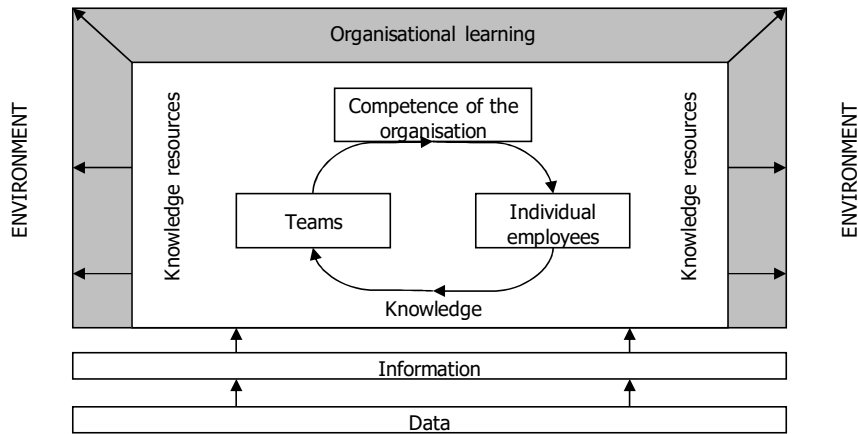 Organisational learning
ENVIRONMENT
Knowledge resources
Competence of the
organisation
Teams
Individual
employees
Knowledge
Knowledge resources
ENVIRONMENT
Information
Data